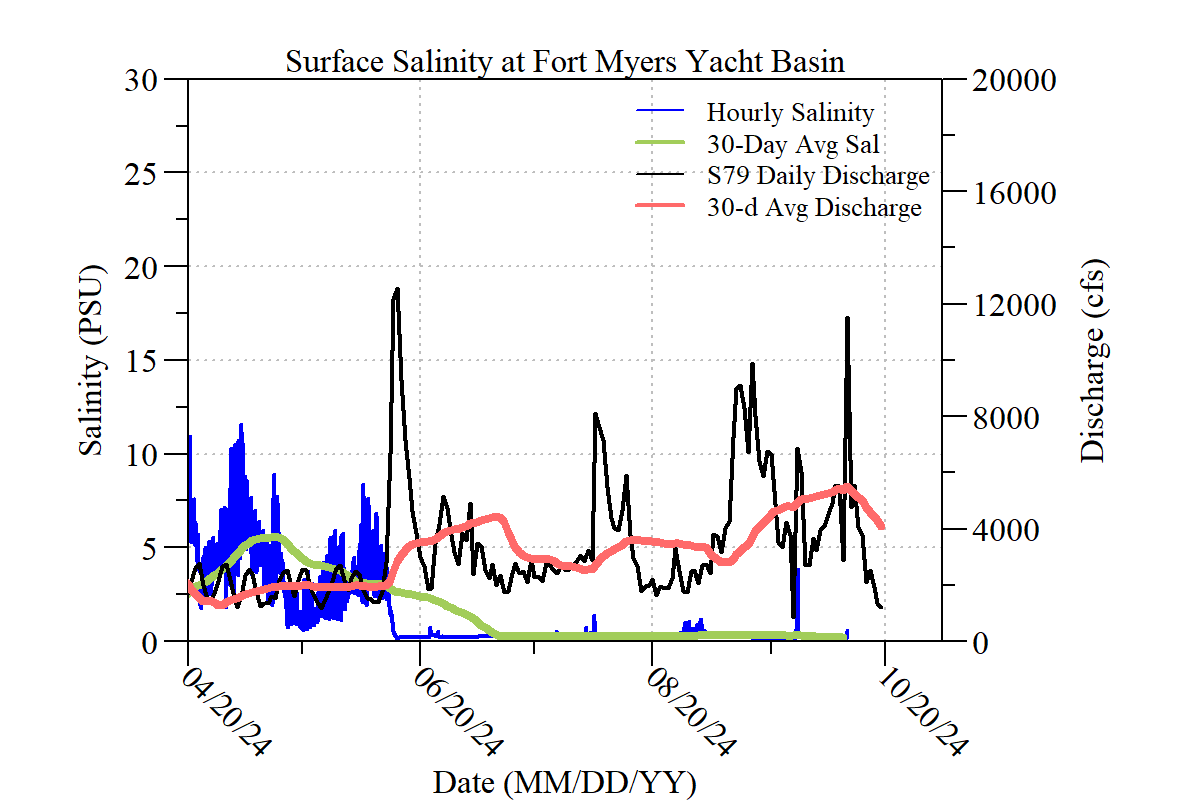 Surface Salinity at Fort Myers Yacht Basin
30
25
20
15
10
5
0
Salinity (PSU)
Hourly Salinity
30-Day Avg Sal
S79 Daily Discharge
30-d Avg Discharge
20000
16000
12000
8000
4000
0
Discharge (cfs)
04/20/24
06/20/24
08/20/24
10/20/24
Date (MM/DD/YY)